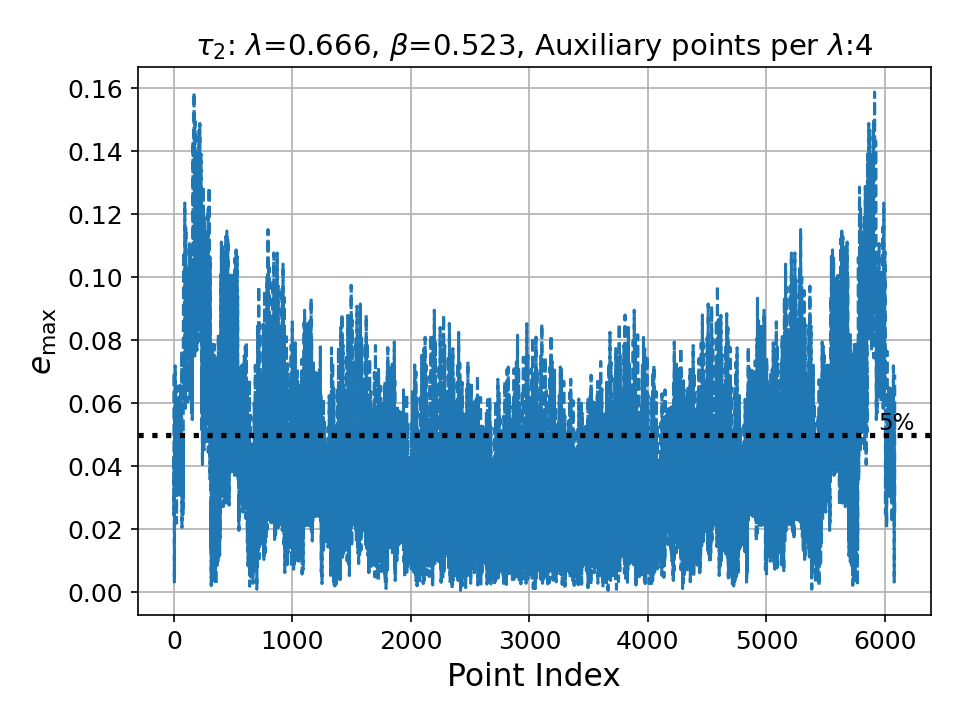 τ₂: λ=0.666, β=0.523, Auxiliary points per λ:4
0.16
0.14
0.12
0.10
0.08
0.06
0.04
0.02
0.00
e_max
5%
0 1000 2000 3000 4000 5000 6000
Point Index